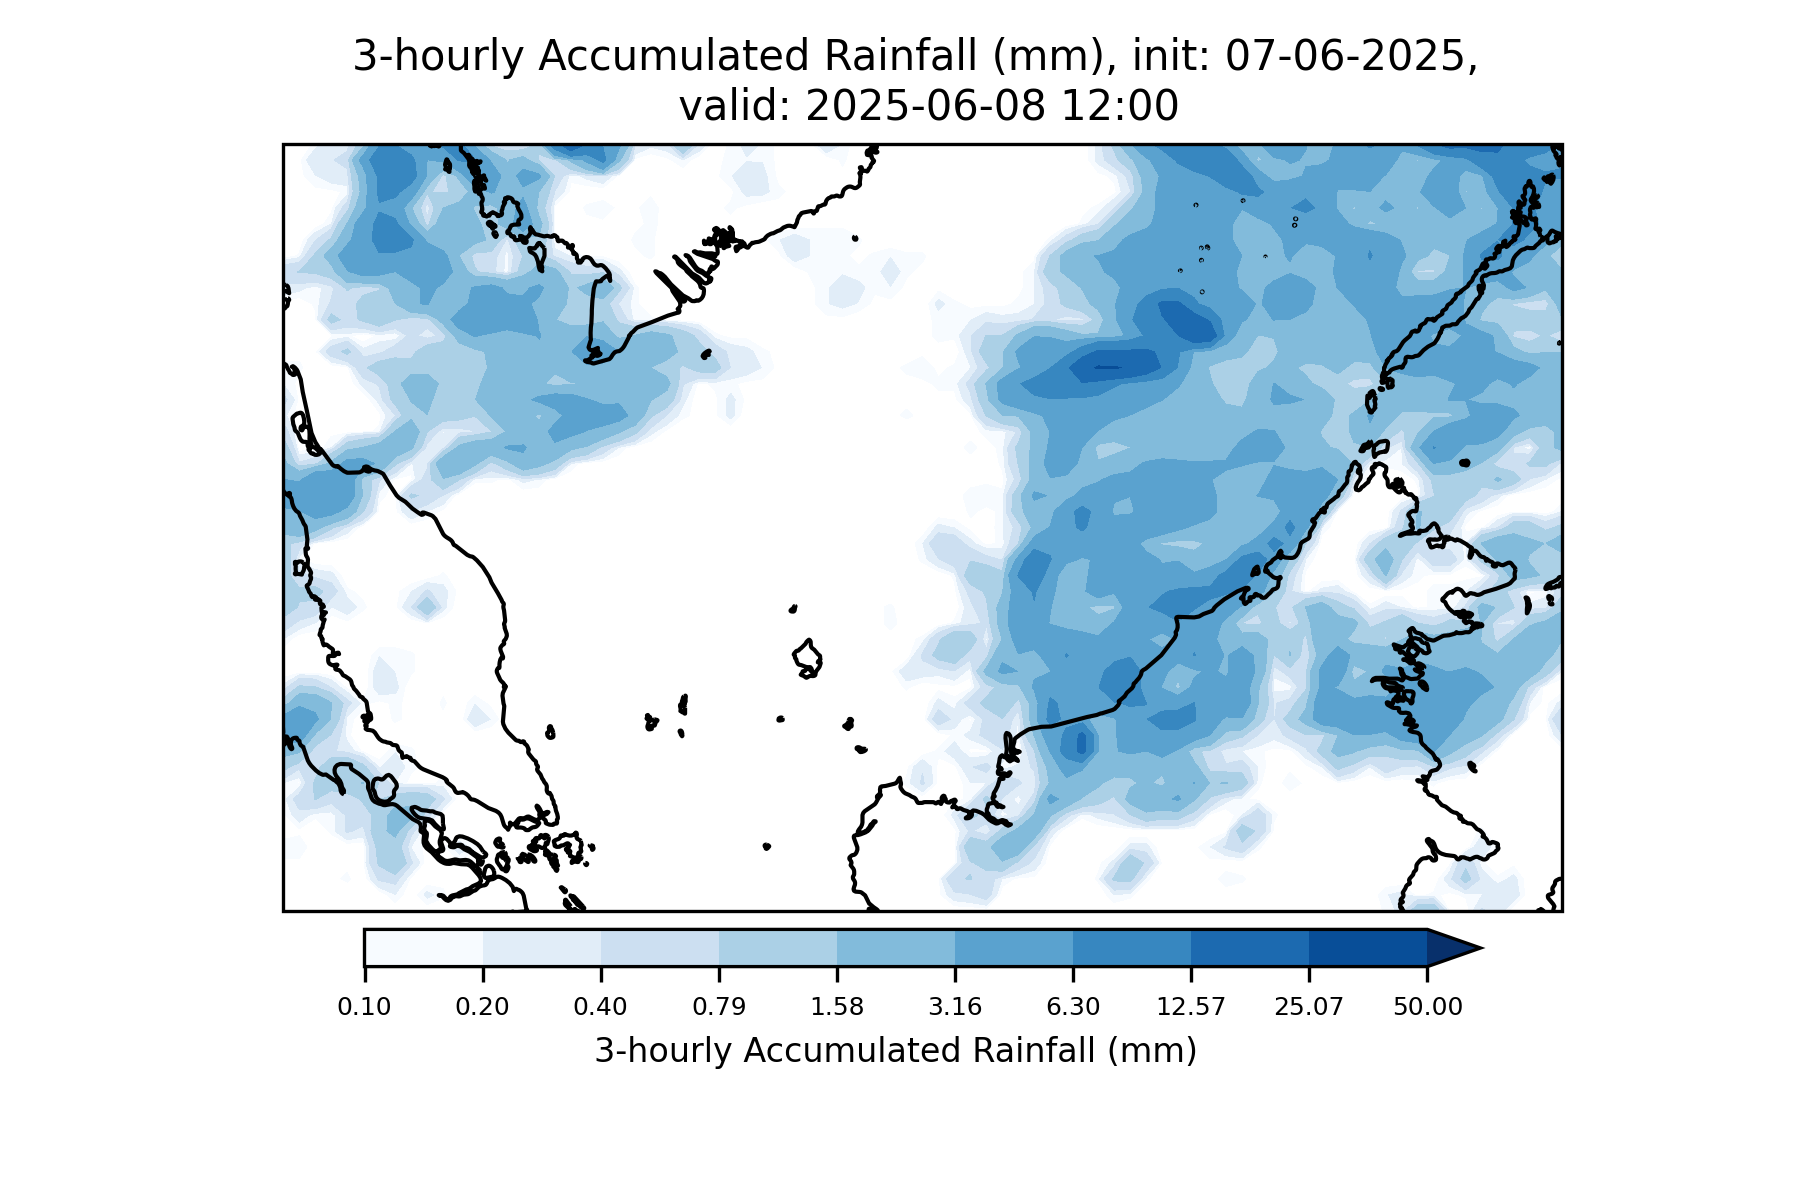 3-hourly Accumulated Rainfall (mm), init: 07-06-2025,
valid: 2025-06-08 12:00
0.10 0.20 0.40 0.79 1.58 3.16 6.30 12.57 25.07 50.00
3-hourly Accumulated Rainfall (mm)